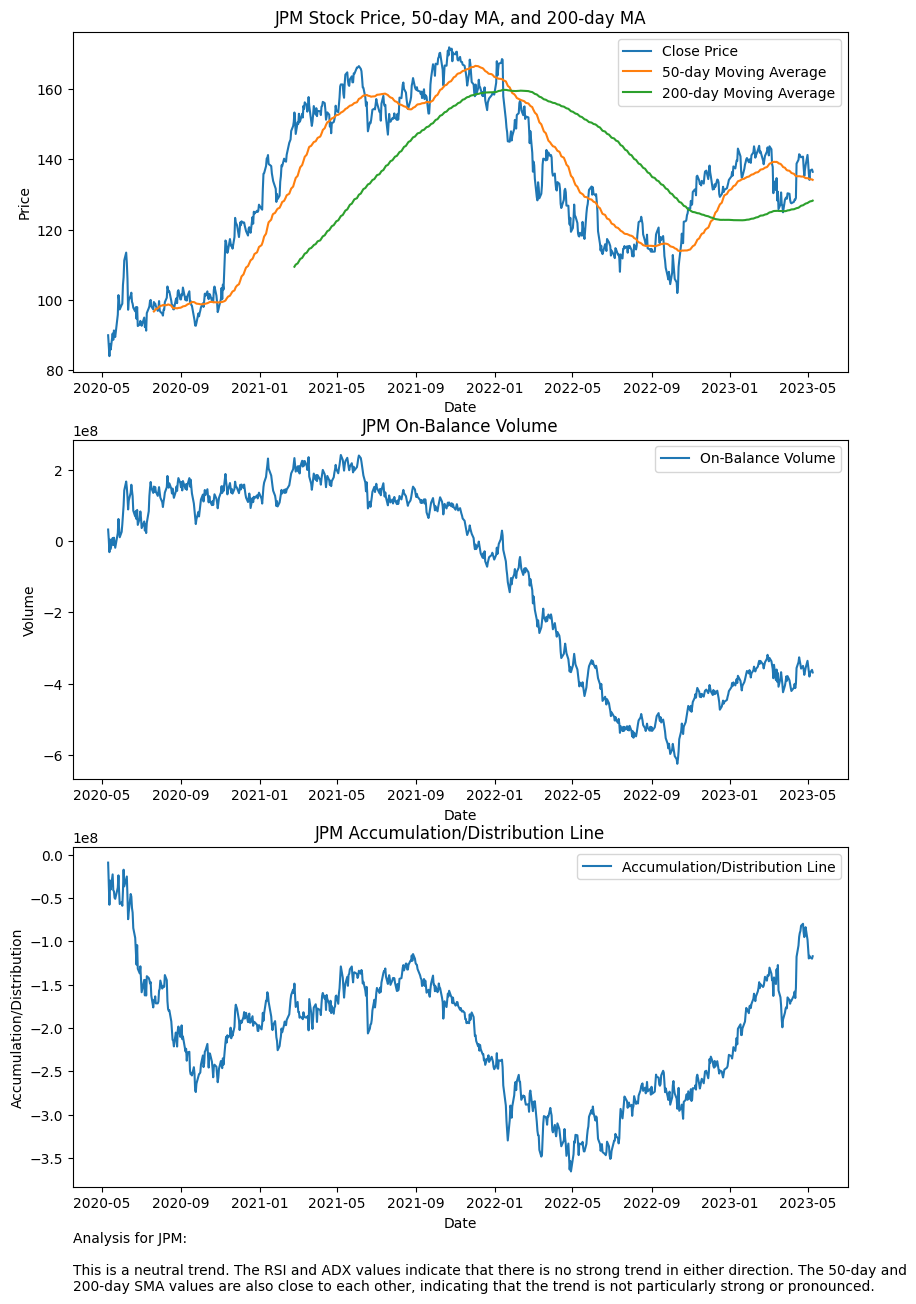 JPM Stock Price, 50-day MA, and 200-day MA
Close Price
50-day Moving Average
200-day Moving Average
160
140
120
100
80
Price
2020-05 2020-09 2021-01 2021-05 2021-09 2022-01 2022-05 2022-09 2023-01 2023-05
Date
JPM On-Balance Volume
1e8
On-Balance Volume
2
0
−2
−4
−6
Volume
2020-05 2020-09 2021-01 2021-05 2021-09 2022-01 2022-05 2022-09 2023-01 2023-05
Date
JPM Accumulation/Distribution Line
1e8
Accumulation/Distribution Line
0.0
−0.5
−1.0
−1.5
−2.0
−2.5
−3.0
−3.5
Accumulation/Distribution
2020-05 2020-09 2021-01 2021-05 2021-09 2022-01 2022-05 2022-09 2023-01 2023-05
Date
Analysis for JPM:
This is a neutral trend. The RSI and ADX values indicate that there is no strong trend in either direction. The 50-day and
200-day SMA values are also close to each other, indicating that the trend is not particularly strong or pronounced.